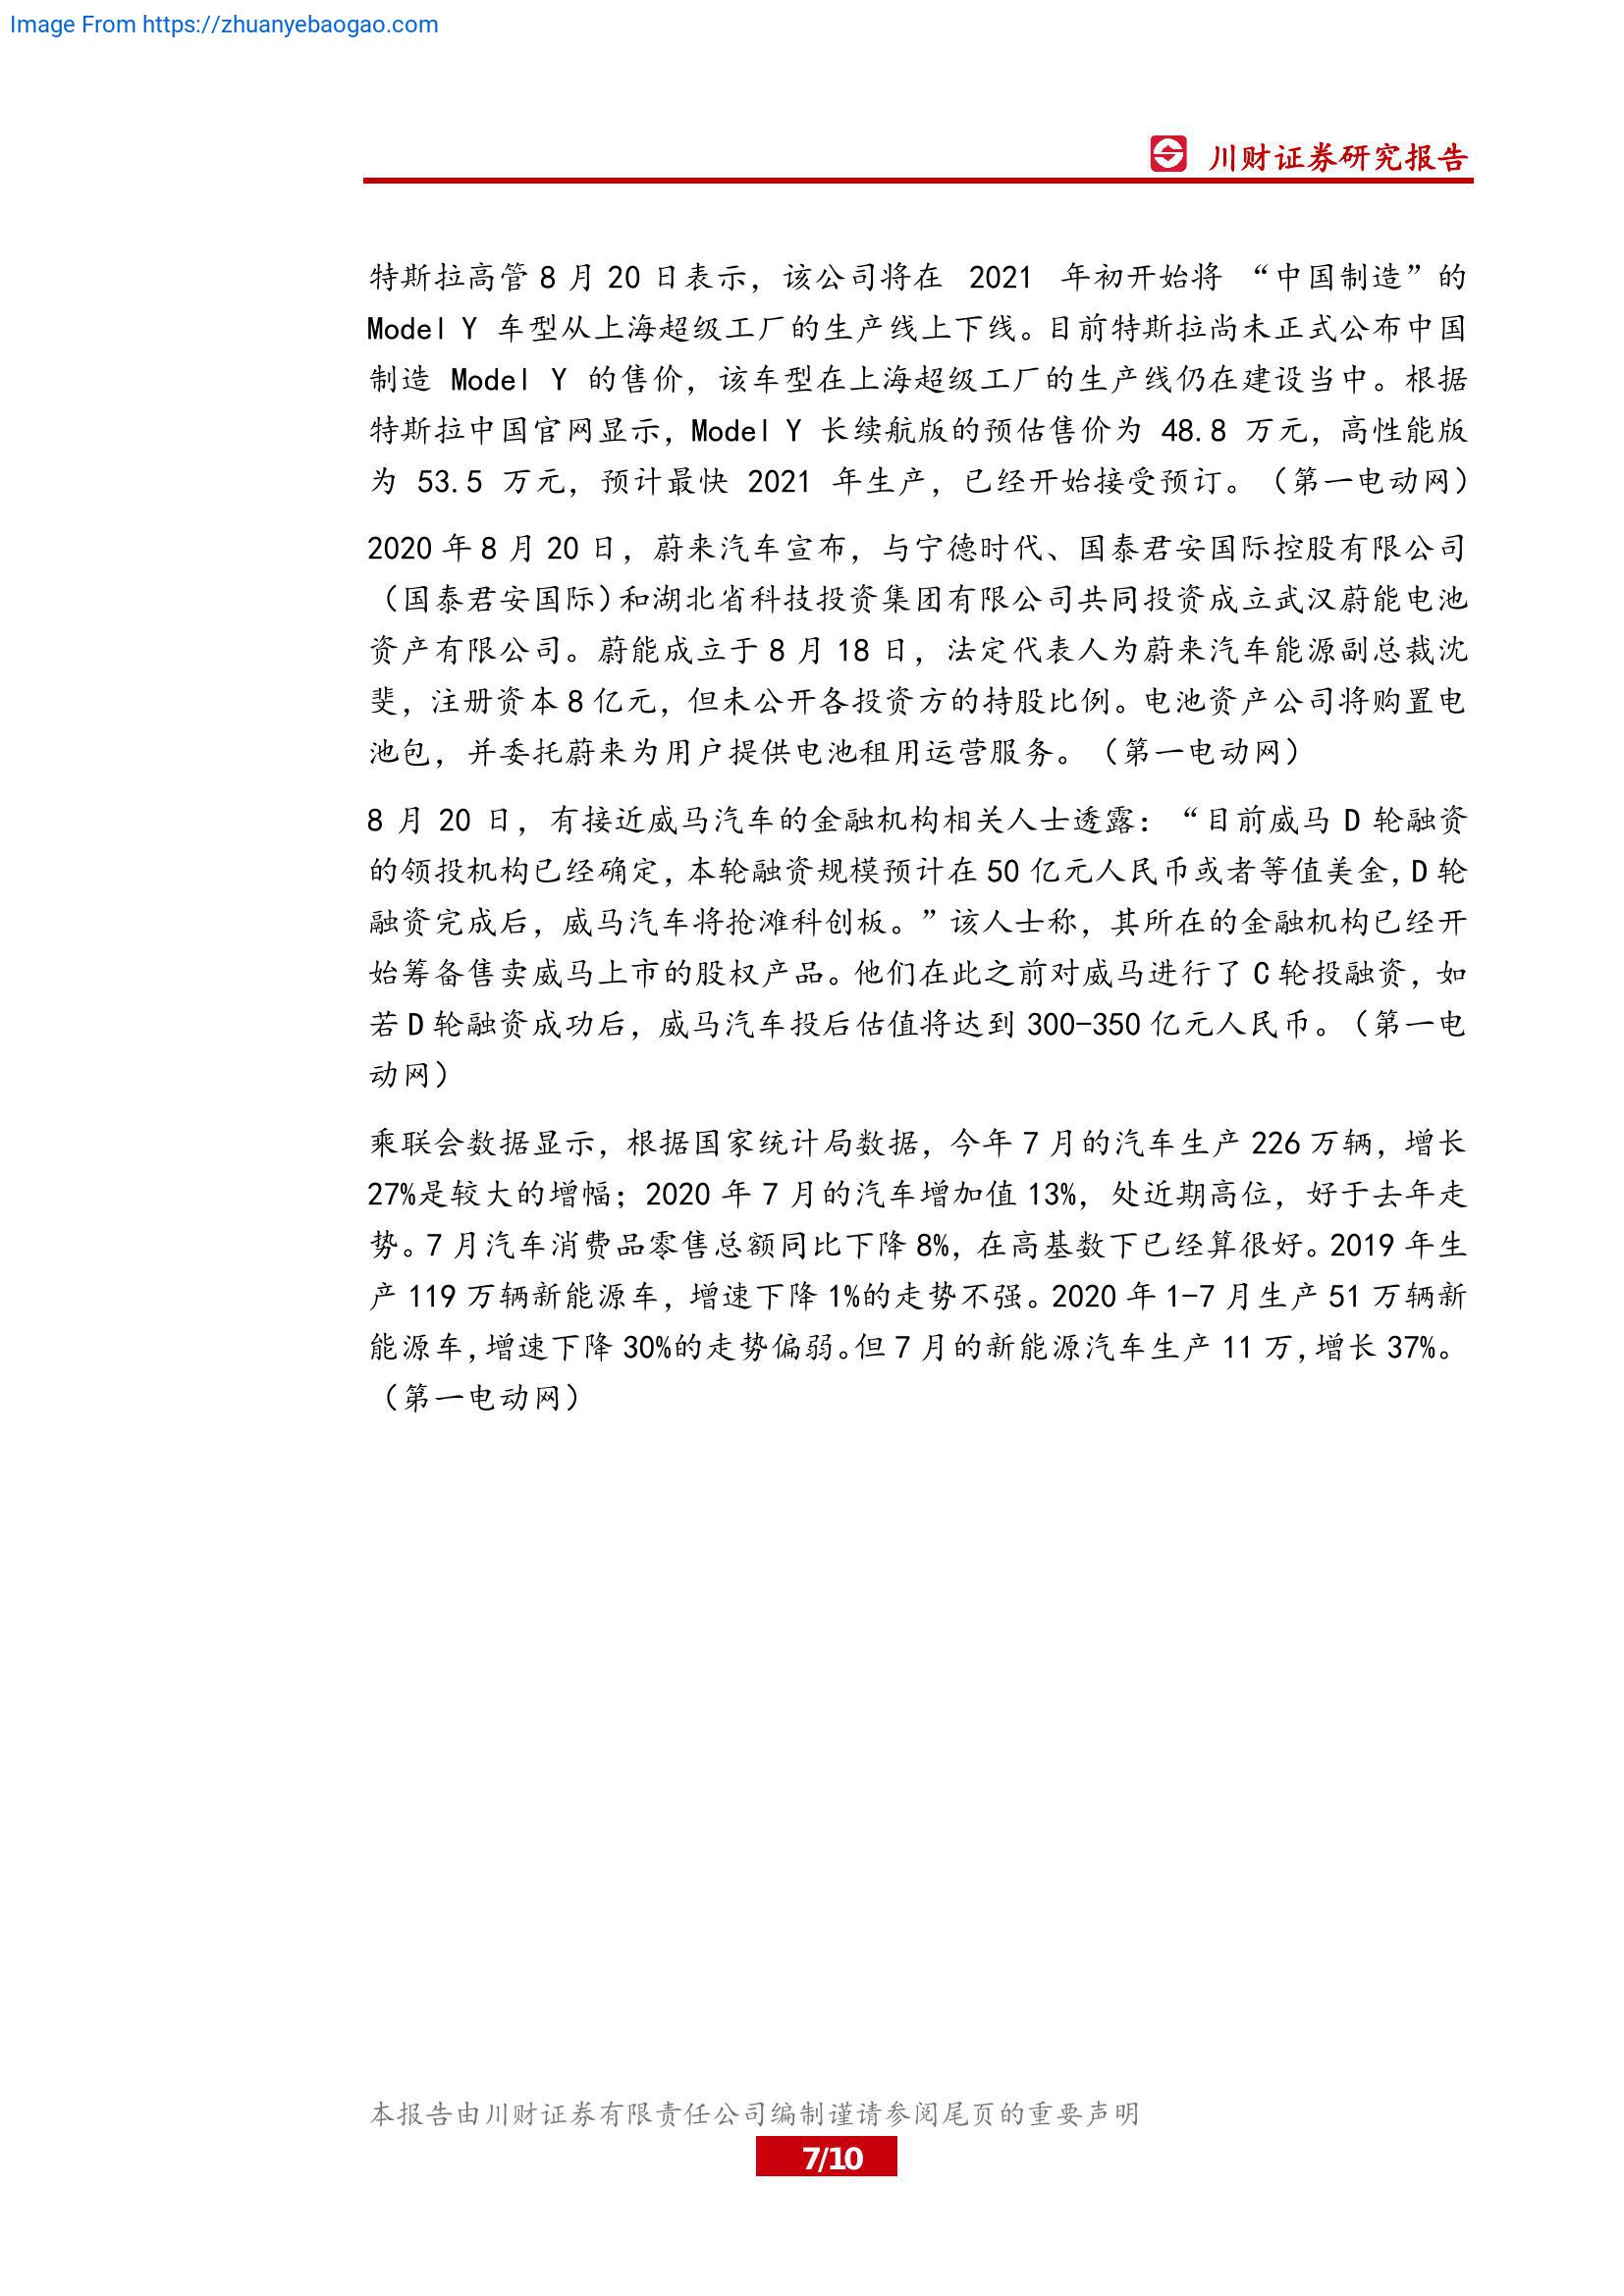 Image From https://zhuanyebaogao.com
川财证券研究报告
特斯拉高管 8 月 20 日表示，该公司将在 2021 年初开始将 “中国制造”的
Model Y 车型从上海超级工厂的生产线上下线。目前特斯拉尚未正式公布中国
制造 Model Y 的售价，该车型在上海超级工厂的生产线仍在建设当中。根据
特斯拉中国官网显示，Model Y 长续航版的预估售价为 48.8 万元，高性能版
为 53.5 万元，预计最快 2021 年生产，已经开始接受预订。（第一电动网）
2020 年 8 月 20 日，蔚来汽车宣布，与宁德时代、国泰君安国际控股有限公司
（国泰君安国际）和湖北省科技投资集团有限公司共同投资成立武汉蔚能电池
资产有限公司。蔚能成立于 8 月 18 日，法定代表人为蔚来汽车能源副总裁沈
斐，注册资本 8 亿元，但未公开各投资方的持股比例。电池资产公司将购置电
池包，并委托蔚来为用户提供电池租用运营服务。（第一电动网）
8 月 20 日，有接近威马汽车的金融机构相关人士透露：“目前威马 D 轮融资
的领投机构已经确定，本轮融资规模预计在 50 亿元人民币或者等值美金，D 轮
融资完成后，威马汽车将抢滩科创板。”该人士称，其所在的金融机构已经开
始筹备售卖威马上市的股权产品。他们在此之前对威马进行了 C 轮投融资，如
若 D 轮融资成功后，威马汽车投后估值将达到 300-350 亿元人民币。（第一电
动网）
乘联会数据显示，根据国家统计局数据，今年 7 月的汽车生产 226 万辆，增长
27%是较大的增幅；2020 年 7 月的汽车增加值 13%，处近期高位，好于去年走
势。7 月汽车消费品零售总额同比下降 8%，在高基数下已经算很好。2019 年生
产 119 万辆新能源车，增速下降 1%的走势不强。2020 年 1-7 月生产 51 万辆新
能源车，增速下降 30%的走势偏弱。但 7 月的新能源汽车生产 11 万，增长 37%。
（第一电动网）
本报告由川财证券有限责任公司编制谨请参阅尾页的重要声明
7/10